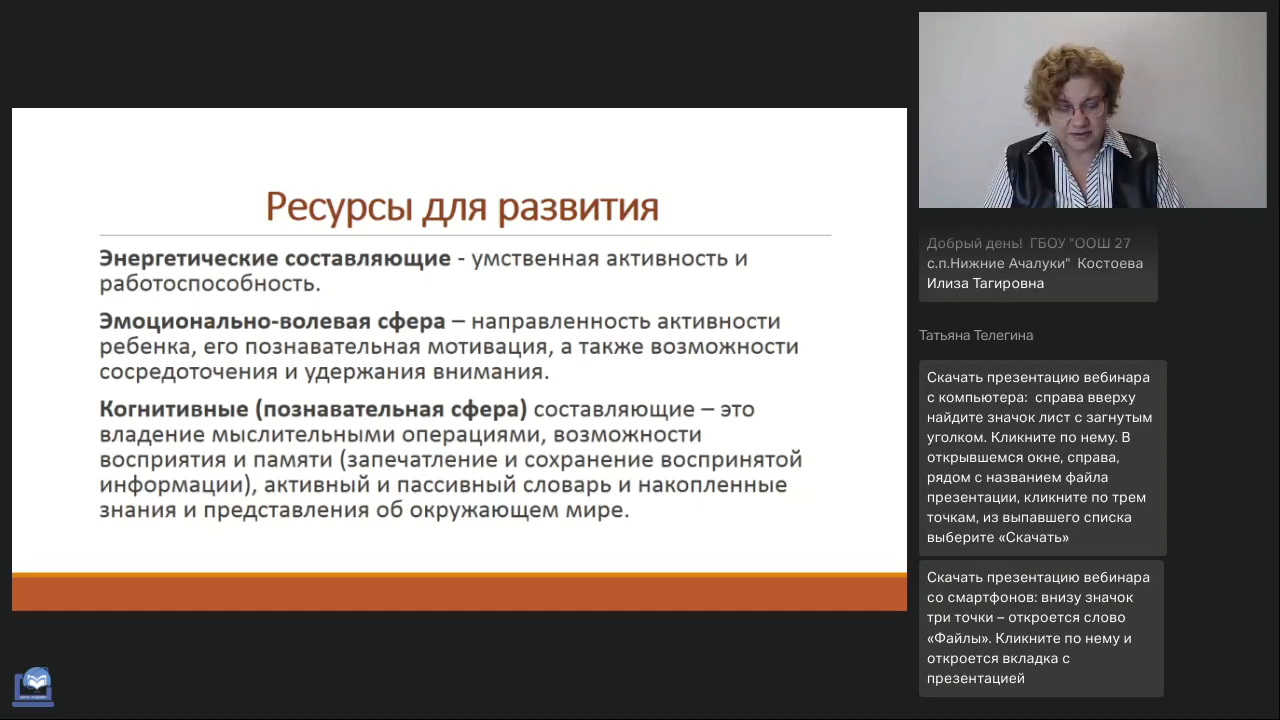 Ресурсы для развития
Энергетические составляющие - умственная активность и
работоспособность.
Эмоционально-волевая сфера – направленность активности
ребенка, его познавательная мотивация, а также возможности
сосредоточения и удержания внимания.
Когнитивные (познавательная сфера) составляющие – это
владение мыслительными операциями, возможности
восприятия и памяти (запечатление и сохранение воспринятой
информации), активный и пассивный словарь и накопленные
знания и представления об окружающем мире.
Добрый день!  ГБОУ "ООШ 27
с.п.Нижние Ачалуки"  Костоева
Илиза Тагировна
Татьяна Телегина
Скачать презентацию вебинара
с компьютера:  справа вверху
найдите значок лист с загнутым
уголком. Кликните по нему. В
открывшемся окне, справа,
рядом с названием файла
презентации, кликните по трем
точкам, из выпавшего списка
выберите «Скачать»
Скачать презентацию вебинара
со смартфонов: внизу значок
три точки – откроется слово
«Файлы». Кликните по нему и
откроется вкладка с
презентацией